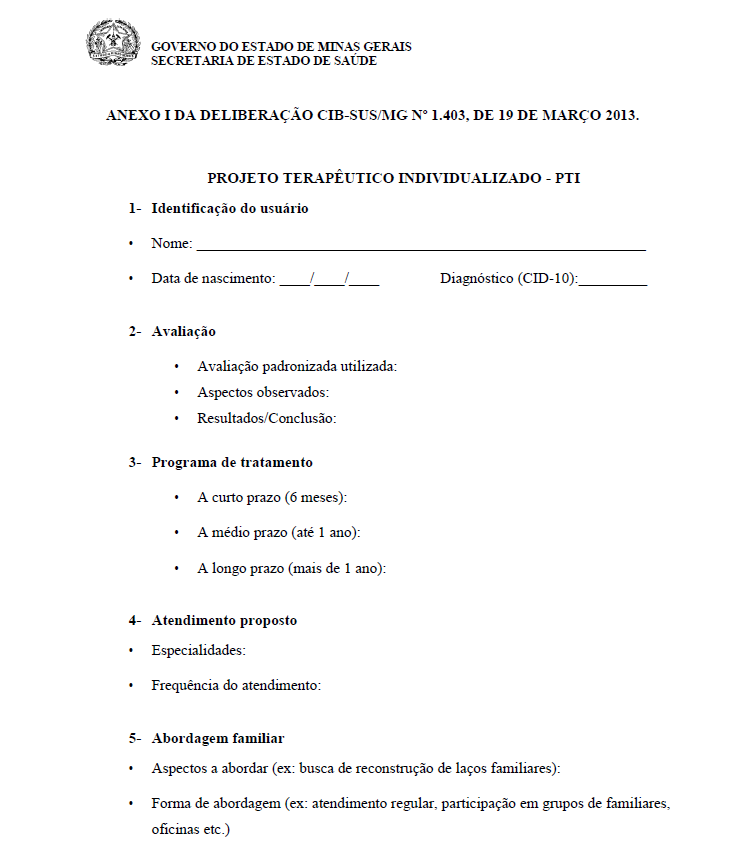 GOVERNO DO ESTADO DE MINAS GERAIS
SECRETARIA DE ESTADO DE SAÚDE
ANEXO I DA DELIBERAÇÃO CIB-SUS/MG Nº 1.403, DE 19 DE MARÇO 2013.
PROJETO TERAPÊUTICO INDIVIDUALIZADO - PTI
1- Identificação do usuário
• Nome: ____________________________________________________________
• Data de nascimento: ____/____/____ Diagnóstico (CID-10):_________
2- Avaliação
• Avaliação padronizada utilizada:
• Aspectos observados:
• Resultados/Conclusão:
3- Programa de tratamento
• A curto prazo (6 meses):
• A médio prazo (até 1 ano):
• A longo prazo (mais de 1 ano):
4- Atendimento proposto
• Especialidades:
• Frequência do atendimento:
5- Abordagem familiar
• Aspectos a abordar (ex: busca de reconstrução de laços familiares):
• Forma de abordagem (ex: atendimento regular, participação em grupos de familiares,
oficinas etc.)